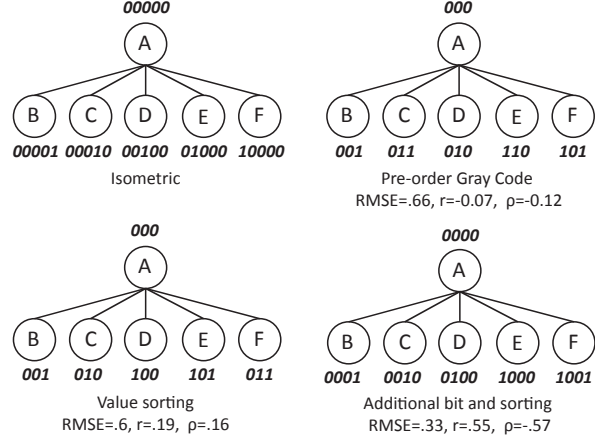 00000
A
B C D E F
00001 00010 00100 01000 10000
Isometric
000
A
B C D E F
001 011 010 110 101
Pre-order Gray Code
RMSE=.66, r=-0.07, ρ=-0.12
000
A
B C D E F
001 010 100 101 011
Value sorting
RMSE=.6, r=.19, ρ=.16
0000
A
B C D E F
0001 0010 0100 1000 1001
Additional bit and sorting
RMSE=.33, r=.55, ρ=-.57